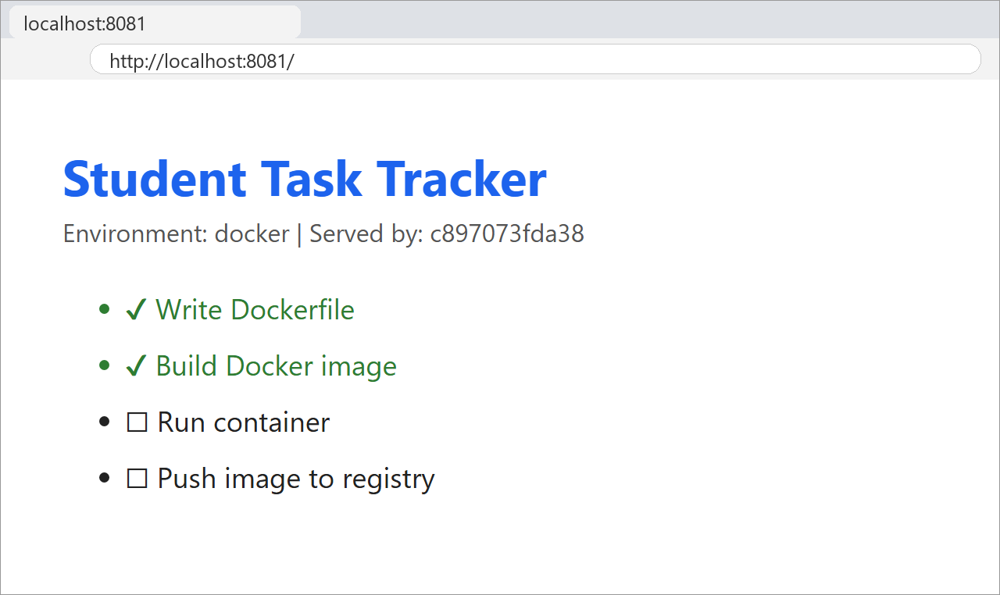 localhost:8081
http://localhost:8081/
Student Task Tracker
Environment: docker | Served by: c897073fda38
• ✔ Write Dockerfile
• ✔ Build Docker image
• ☐ Run container
• ☐ Push image to registry